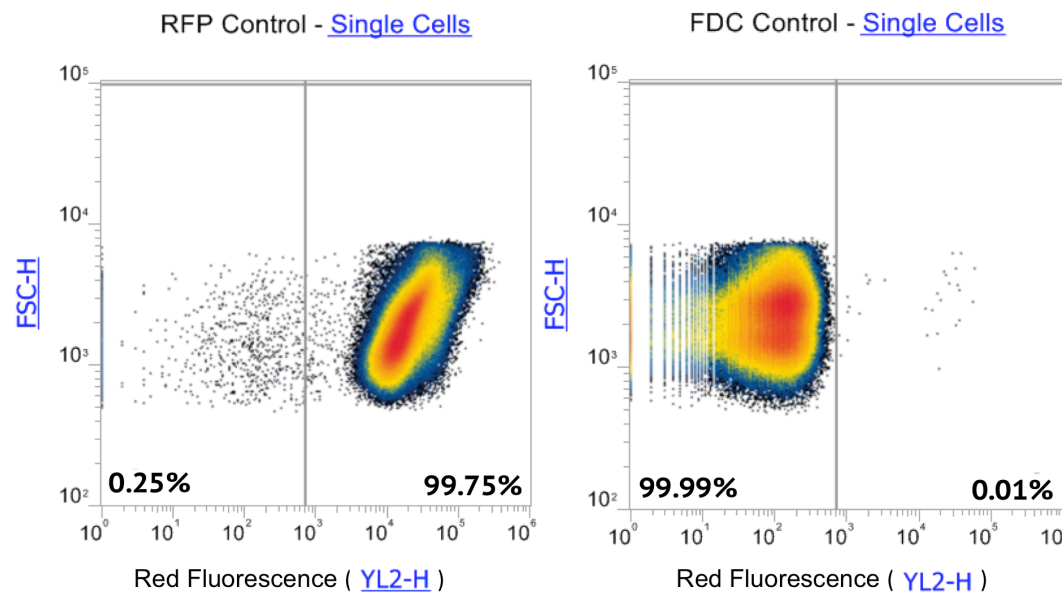 RFP Control - Single Cells
10⁵
10⁴
10³
10²
10⁰ 10¹ 10² 10³ 10⁴ 10⁵ 10⁶
FSC-H
0.25%
99.75%
Red Fluorescence ( YL2-H )
FDC Control - Single Cells
10⁵
10⁴
10³
10²
10⁰ 10¹ 10² 10³ 10⁴ 10⁵
FSC-H
99.99%
0.01%
Red Fluorescence ( YL2-H )